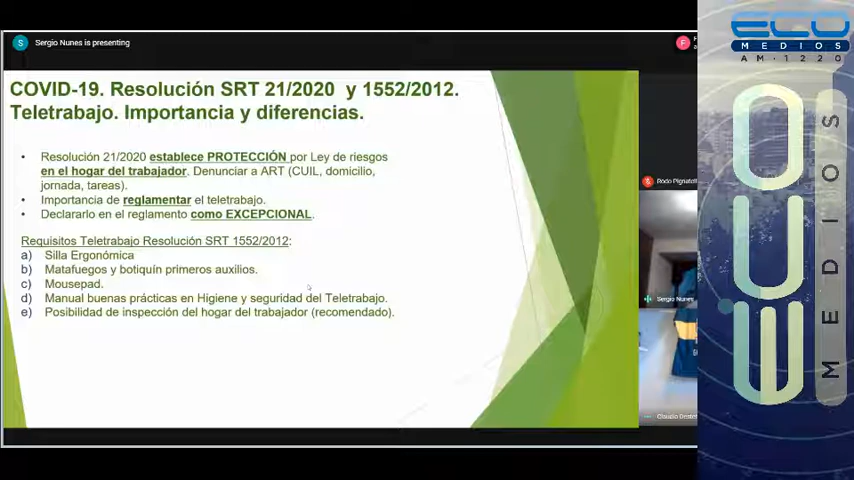 S Sergio Nunes is presenting
F
COVID-19. Resolución SRT 21/2020 y 1552/2012.
Teletrabajo. Importancia y diferencias.
• Resolución 21/2020 establece PROTECCIÓN por Ley de riesgos
en el hogar del trabajador. Denunciar a ART (CUIL, domicilio,
jornada, tareas).
• Importancia de reglamentar el teletrabajo.
• Declararlo en el reglamento como EXCEPCIONAL.
Requisitos Teletrabajo Resolución SRT 1552/2012:
a) Silla Ergonómica
b) Matafuegos y botiquín primeros auxilios.
c) Mousepad.
d) Manual buenas prácticas en Higiene y seguridad del Teletrabajo.
e) Posibilidad de inspección del hogar del trabajador (recomendado).
Rodo
Sergio Nunes
Claudio
ECO
MEDIOS
AM·1220
ECO
MEDIOS